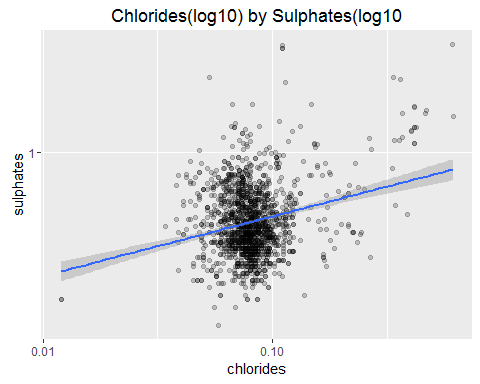 Chlorides(log10) by Sulphates(log10
sulphates
1
0.01
0.10
chlorides